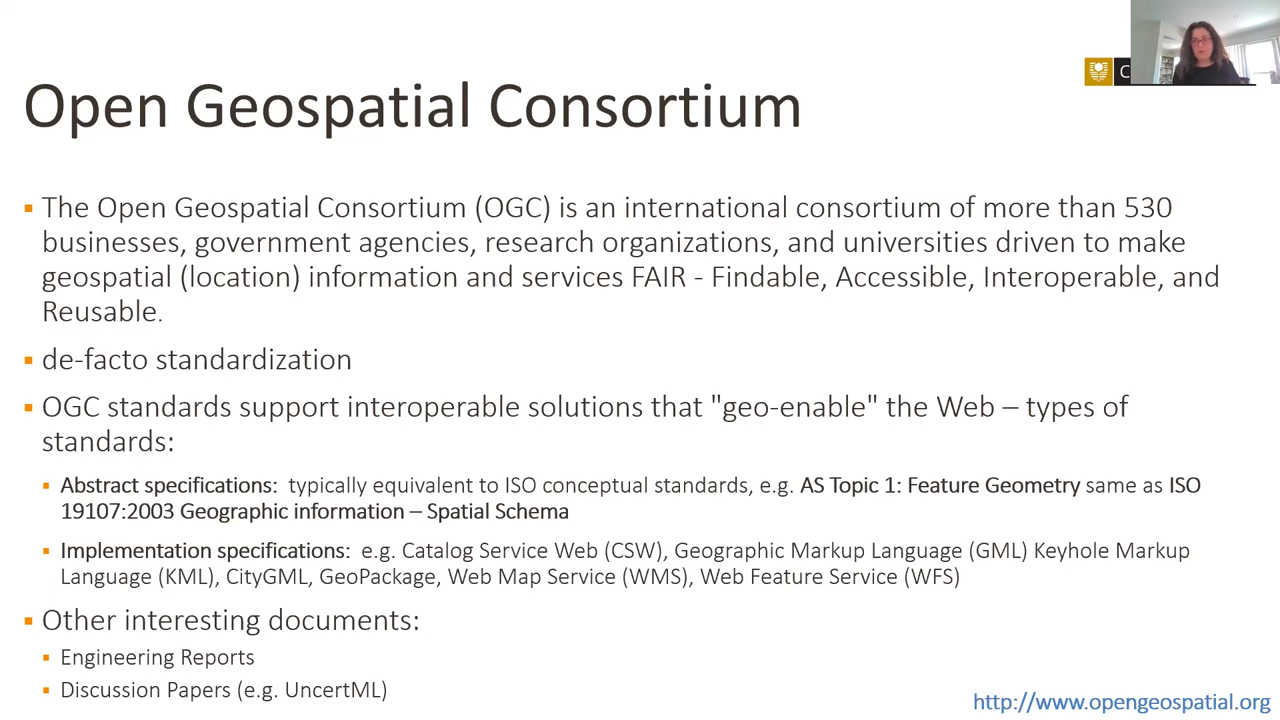 C
Open Geospatial Consortium
▪ The Open Geospatial Consortium (OGC) is an international consortium of more than 530
businesses, government agencies, research organizations, and universities driven to make
geospatial (location) information and services FAIR - Findable, Accessible, Interoperable, and
Reusable.
▪ de-facto standardization
▪ OGC standards support interoperable solutions that "geo-enable" the Web – types of
standards:
▪ Abstract specifications: typically equivalent to ISO conceptual standards, e.g. AS Topic 1: Feature Geometry same as ISO
19107:2003 Geographic information – Spatial Schema
▪ Implementation specifications: e.g. Catalog Service Web (CSW), Geographic Markup Language (GML) Keyhole Markup
Language (KML), CityGML, GeoPackage, Web Map Service (WMS), Web Feature Service (WFS)
▪ Other interesting documents:
▪ Engineering Reports
▪ Discussion Papers (e.g. UncertML)
http://www.opengeospatial.org